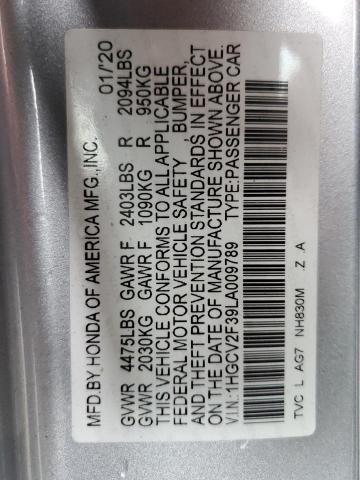 MFD.BY HONDA OF AMERICA MFG.,INC. 01/'20
GVWR 4475LBS GAWR F 2403LBS R 2094LBS
GVWR 2030KG GAWR F 1090KG R 950KG
THIS VEHICLE CONFORMS TO ALL APPLICABLE
FEDERAL MOTOR VEHICLE SAFETY BUMPER,
AND THEFT PREVENTION STANDARDS IN EFFECT
ON THE DATE OF MANUFACTURE SHOWN ABOVE.
V.I.N.:1HGCV2F39LA009789 TYPE:PASSENGER CAR
TVC L AG7 NH830M .Z .A